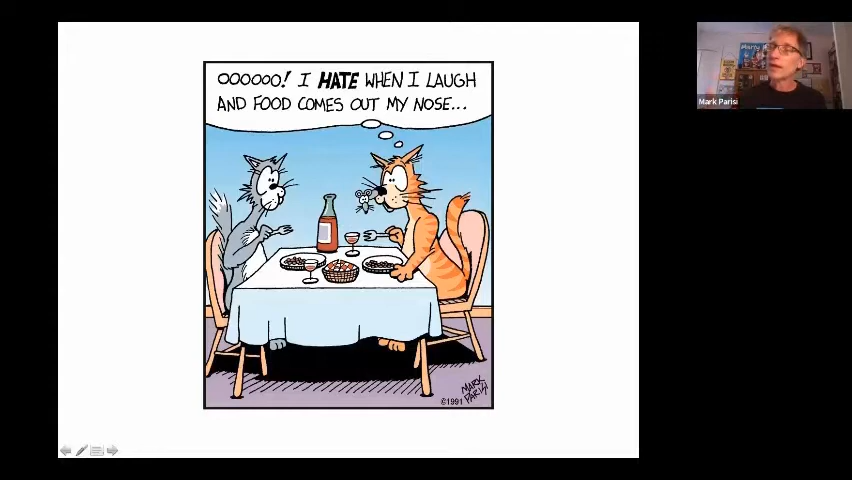 OOOOOO! I HATE WHEN I LAUGH
AND FOOD COMES OUT MY NOSE...
MARK
PARISI
©1991
Mark Parisi